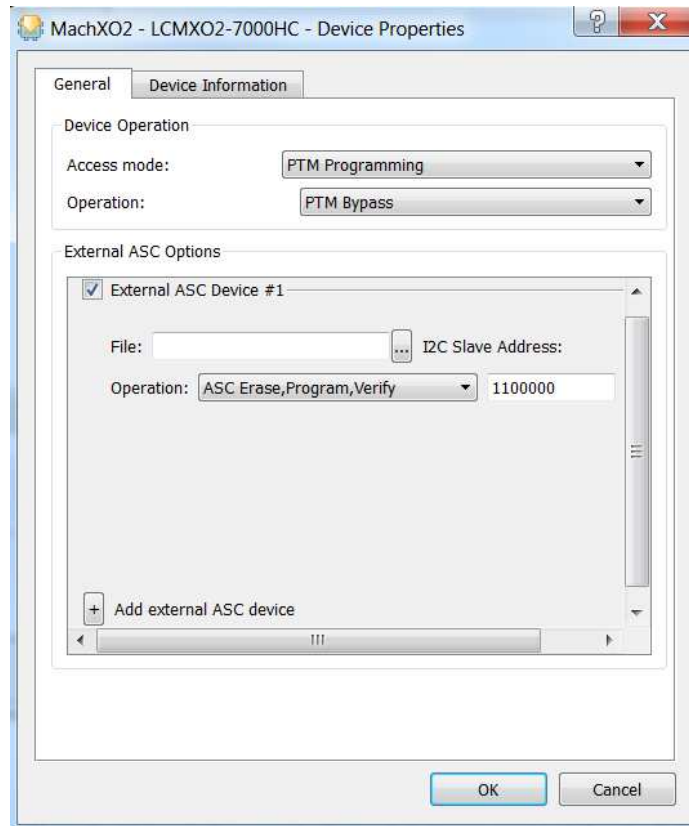 MachXO2 - LCMXO2-7000HC - Device Properties
General Device Information
Device Operation
Access mode: PTM Programming
Operation: PTM Bypass
External ASC Options
External ASC Device #1
File: ... I2C Slave Address:
Operation: ASC Erase,Program,Verify 1100000
+ Add external ASC device
OK Cancel